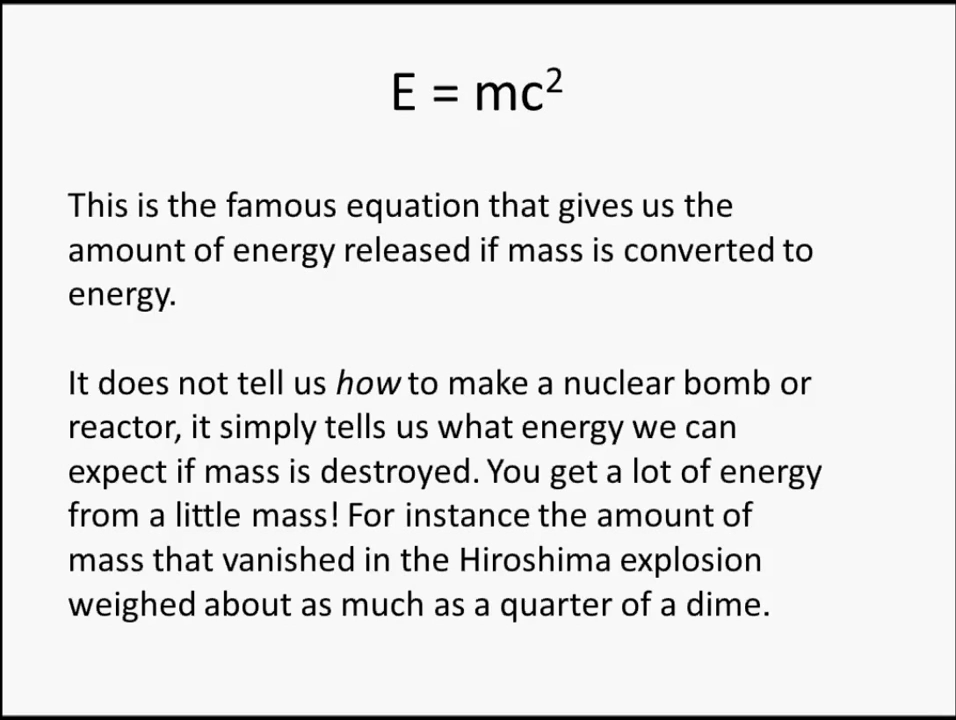 E = mc²
This is the famous equation that gives us the
amount of energy released if mass is converted to
energy.
It does not tell us how to make a nuclear bomb or
reactor, it simply tells us what energy we can
expect if mass is destroyed. You get a lot of energy
from a little mass! For instance the amount of
mass that vanished in the Hiroshima explosion
weighed about as much as a quarter of a dime.